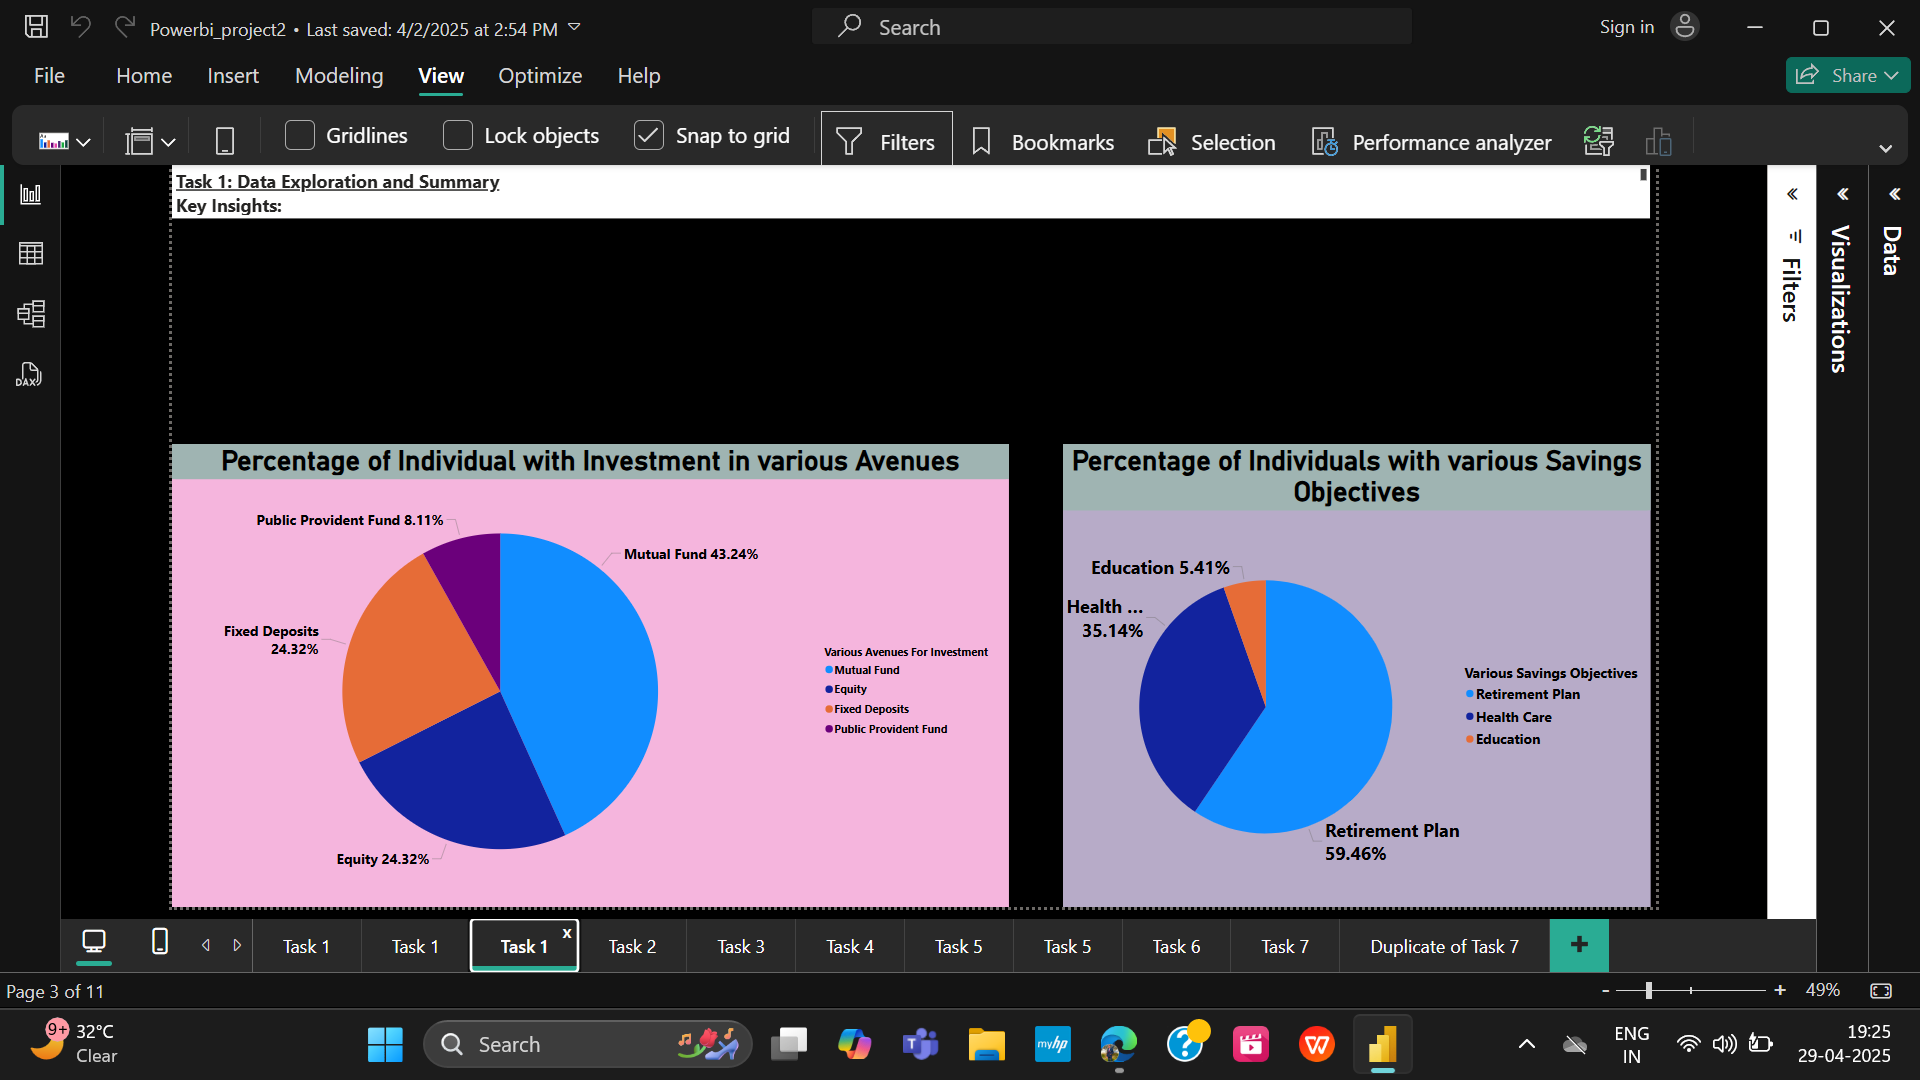 Powerbi_project2 • Last saved: 4/2/2025 at 2:54 PM
Search
Sign in
File Home Insert Modeling View Optimize Help
Share
Gridlines Lock objects Snap to grid Filters Bookmarks Selection Performance analyzer
Task 1: Data Exploration and Summary
Key Insights:
Filters
Visualizations
Data
DAX
Percentage of Individual with Investment in various Avenues
Public Provident Fund 8.11%
Mutual Fund 43.24%
Fixed Deposits
24.32%
Equity 24.32%
Various Avenues For Investment
Mutual Fund
Equity
Fixed Deposits
Public Provident Fund
Percentage of Individuals with various Savings
Objectives
Education 5.41%
Health ...
35.14%
Retirement Plan
59.46%
Various Savings Objectives
Retirement Plan
Health Care
Education
Task 1 Task 1 Task 1 x Task 2 Task 3 Task 4 Task 5 Task 5 Task 6 Task 7 Duplicate of Task 7 +
Page 3 of 11
- + 49%
9+ 32°C
Clear
Search
myhp
ENG
IN
19:25
29-04-2025